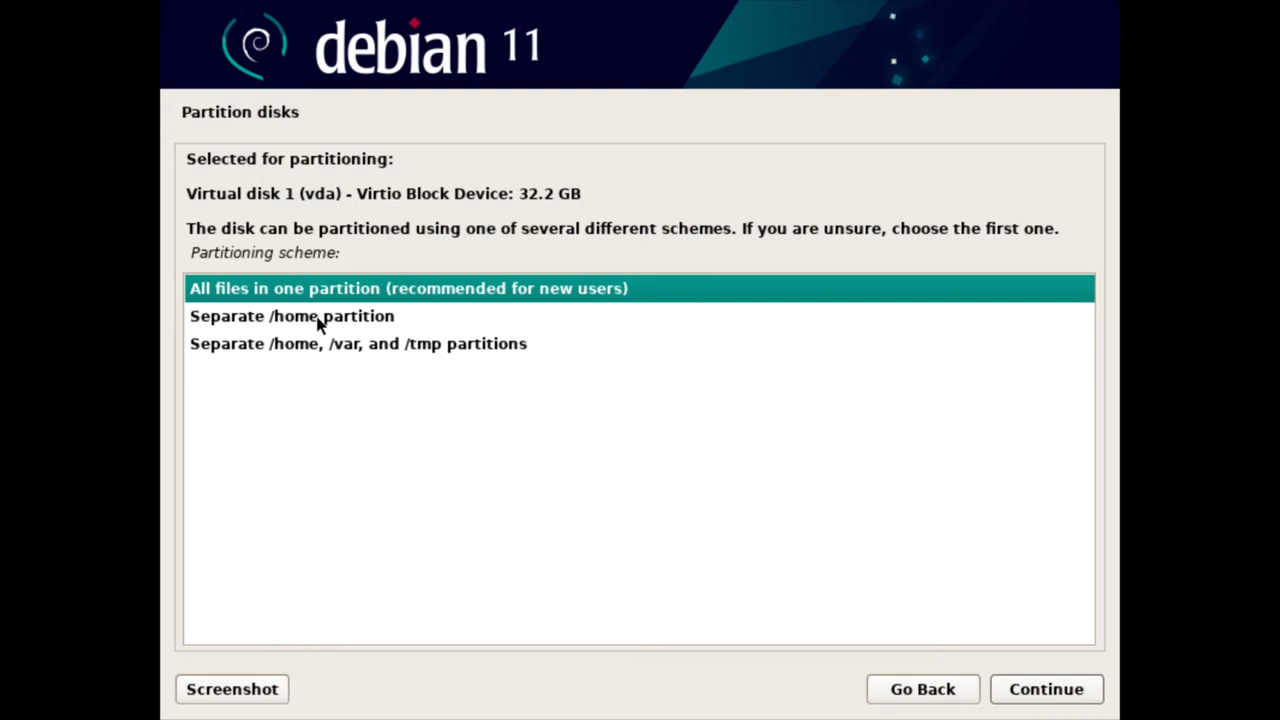 debian 11
Partition disks
Selected for partitioning:
Virtual disk 1 (vda) - Virtio Block Device: 32.2 GB
The disk can be partitioned using one of several different schemes. If you are unsure, choose the first one.
Partitioning scheme:
All files in one partition (recommended for new users)
Separate /home partition
Separate /home, /var, and /tmp partitions
Screenshot
Go Back
Continue